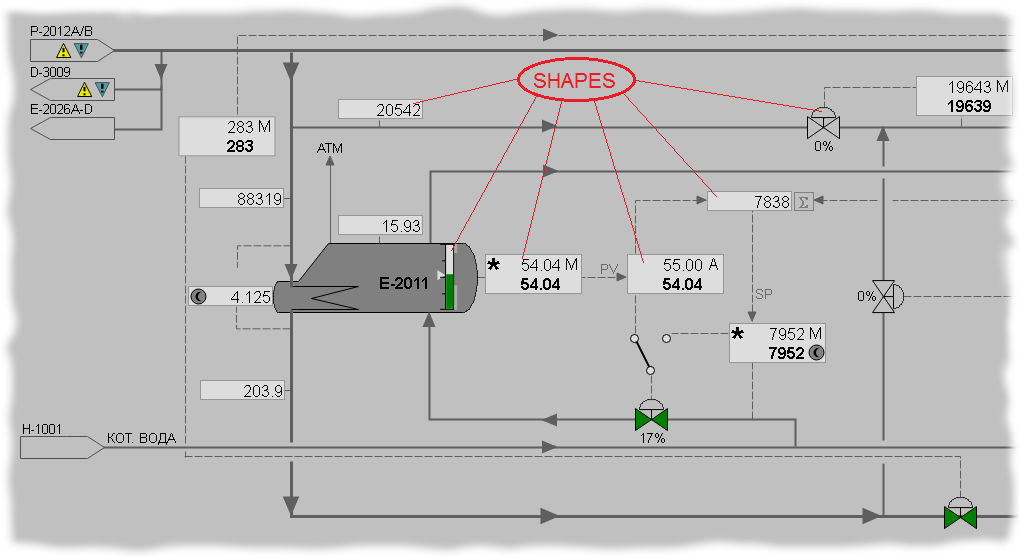 P-2012A/B
D-3009
E-2026A-D
SHAPES
20542
19643 M
19639
0%
283 M
283
ATM
88319
7838
Σ
15.93
E-2011
* 54.04 M
54.04
PV
55.00 A
54.04
4.125
SP
0%
* 7952 M
7952
203.9
17%
H-1001
КОТ. ВОДА